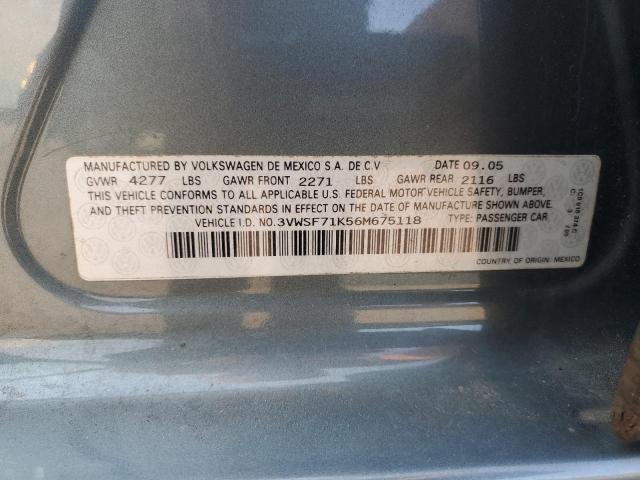 MANUFACTURED BY VOLKSWAGEN DE MEXICO S.A. DE C.V DATE 09.05
GVWR 4277 LBS GAWR FRONT 2271 LBS GAWR REAR 2116 LBS
THIS VEHICLE CONFORMS TO ALL APPLICABLE U.S. FEDERAL MOTOR VEHICLE SAFETY, BUMPER,
AND THEFT PREVENTION STANDARDS IN EFFECT ON THE DATE OF MANUFACTURE SHOWN ABOVE.
VEHICLE I.D. NO.3VWSF71K56M675118 TYPE: PASSENGER CAR
COUNTRY OF ORIGIN: MEXICO